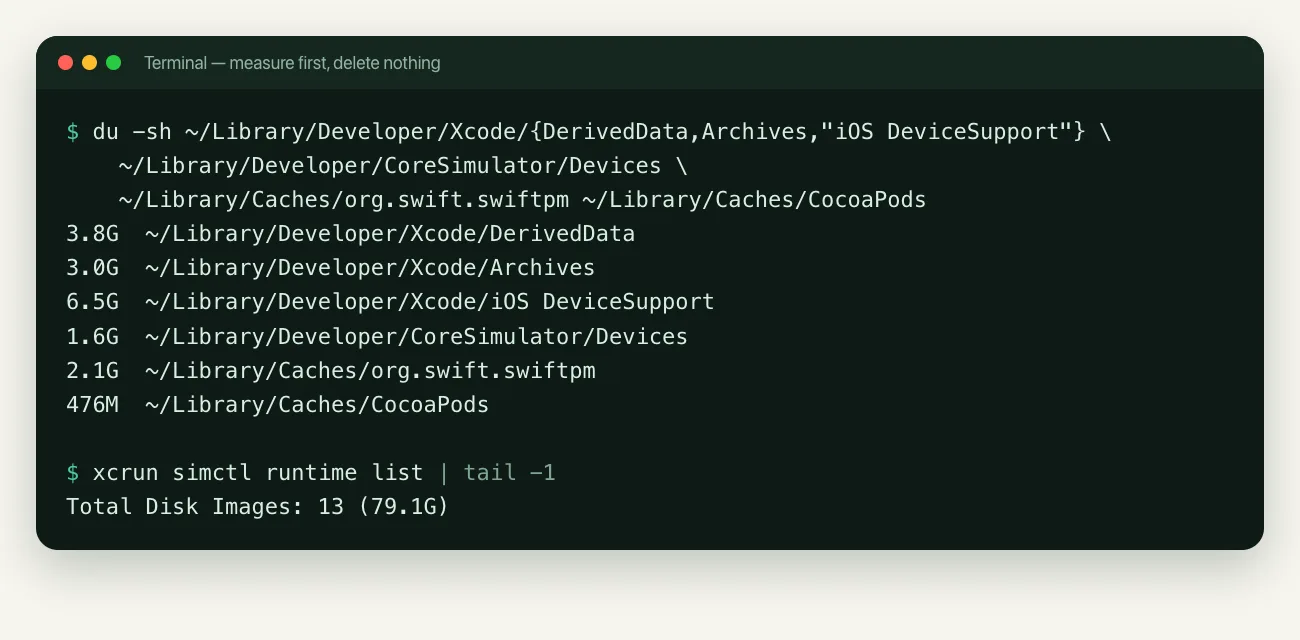 Terminal — measure first, delete nothing
$ du -sh ~/Library/Developer/Xcode/{DerivedData,Archives,"iOS DeviceSupport"} \
~/Library/Developer/CoreSimulator/Devices \
~/Library/Caches/org.swift.swiftpm ~/Library/Caches/CocoaPods
3.8G  ~/Library/Developer/Xcode/DerivedData
3.0G  ~/Library/Developer/Xcode/Archives
6.5G  ~/Library/Developer/Xcode/iOS DeviceSupport
1.6G  ~/Library/Developer/CoreSimulator/Devices
2.1G  ~/Library/Caches/org.swift.swiftpm
476M  ~/Library/Caches/CocoaPods
$ xcrun simctl runtime list | tail -1
Total Disk Images: 13 (79.1G)